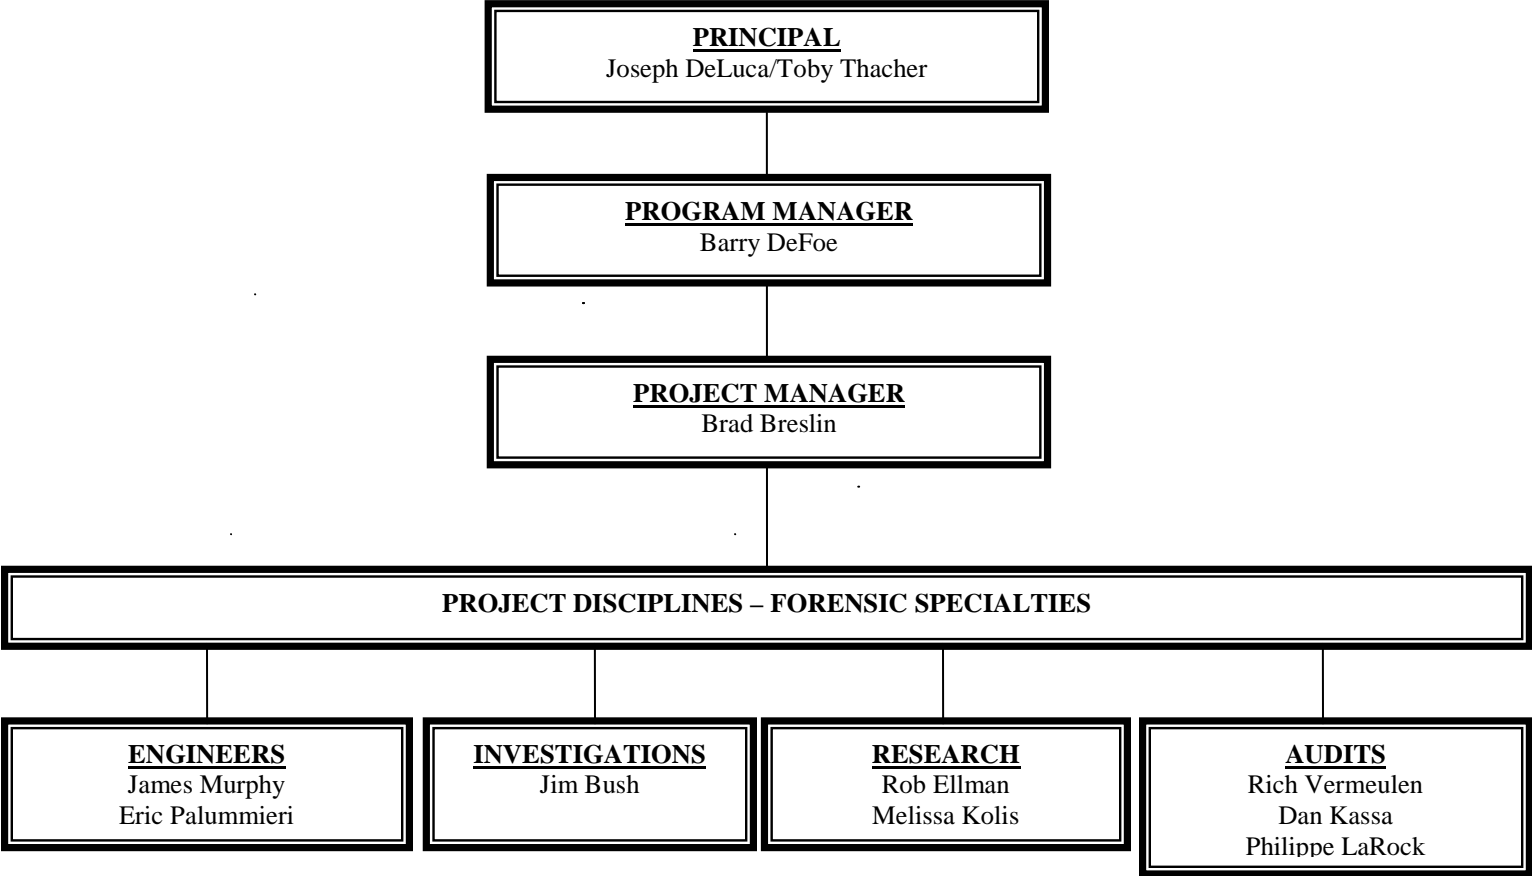 PRINCIPAL
Joseph DeLuca/Toby Thacher
PROGRAM MANAGER
Barry DeFoe
PROJECT MANAGER
Brad Breslin
PROJECT DISCIPLINES – FORENSIC SPECIALTIES
ENGINEERS
James Murphy
Eric Palummieri
INVESTIGATIONS
Jim Bush
RESEARCH
Rob Ellman
Melissa Kolis
AUDITS
Rich Vermeulen
Dan Kassa
Philippe LaRock